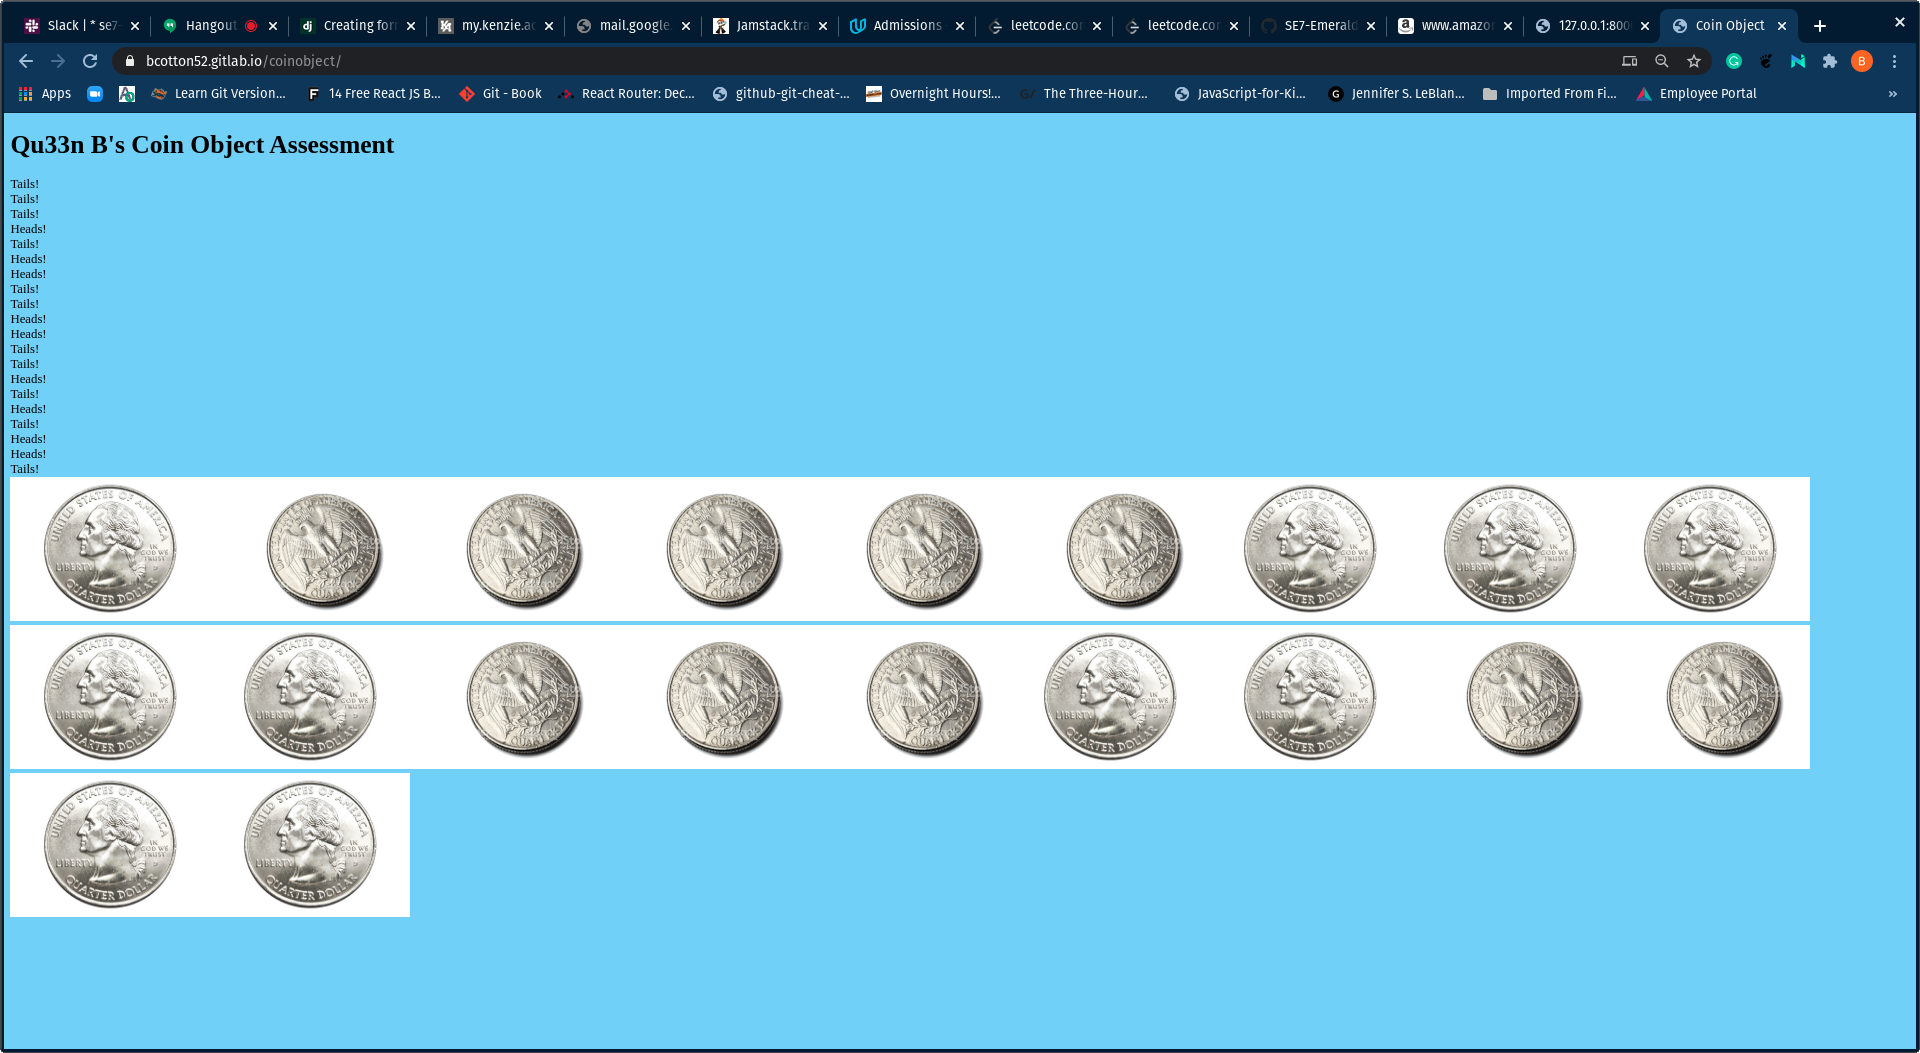 Slack | * se7-
Hangout
Creating for
my.kenzie.ac
mail.google.
Jamstack.tra
Admissions
leetcode.co
leetcode.co
SE7-Emerald
www.amazo
127.0.0.1:800
Coin Object
bcotton52.gitlab.io/coinobject/
B
Apps
Learn Git Version...
14 Free React JS B...
Git - Book
React Router: Dec...
github-git-cheat-...
Overnight Hours!...
The Three-Hour...
JavaScript-for-Ki...
Jennifer S. LeBlan...
Imported From Fi...
Employee Portal
»
Qu33n B's Coin Object Assessment
Tails!
Tails!
Tails!
Heads!
Tails!
Heads!
Heads!
Tails!
Tails!
Heads!
Heads!
Tails!
Tails!
Heads!
Tails!
Heads!
Tails!
Heads!
Heads!
Tails!
UNITED STATES OF AMERICA
LIBERTY
IN GOD WE TRUST
QUARTER DOLLAR